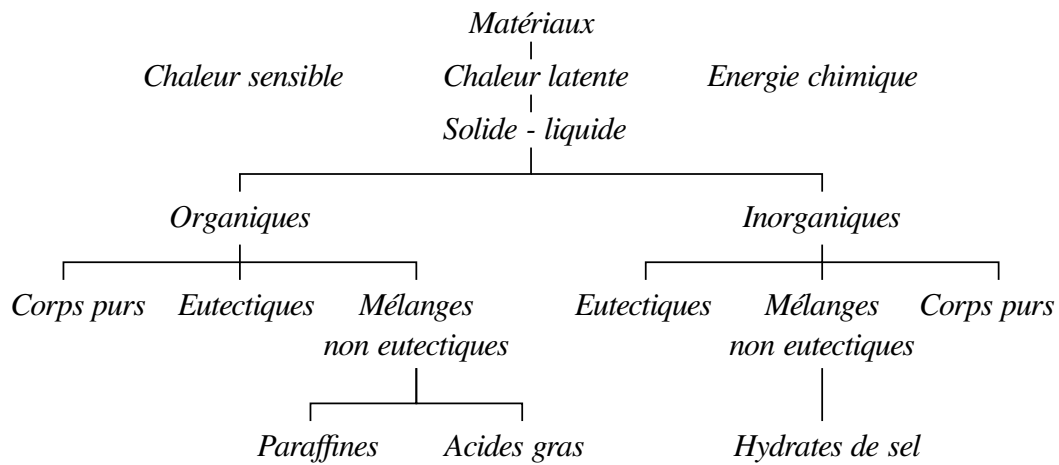 Matériaux
Chaleur sensible Chaleur latente Energie chimique
Solide - liquide
Organiques Inorganiques
Corps purs Eutectiques Mélanges Eutectiques Mélanges Corps purs
non eutectiques non eutectiques
Paraffines Acides gras Hydrates de sel